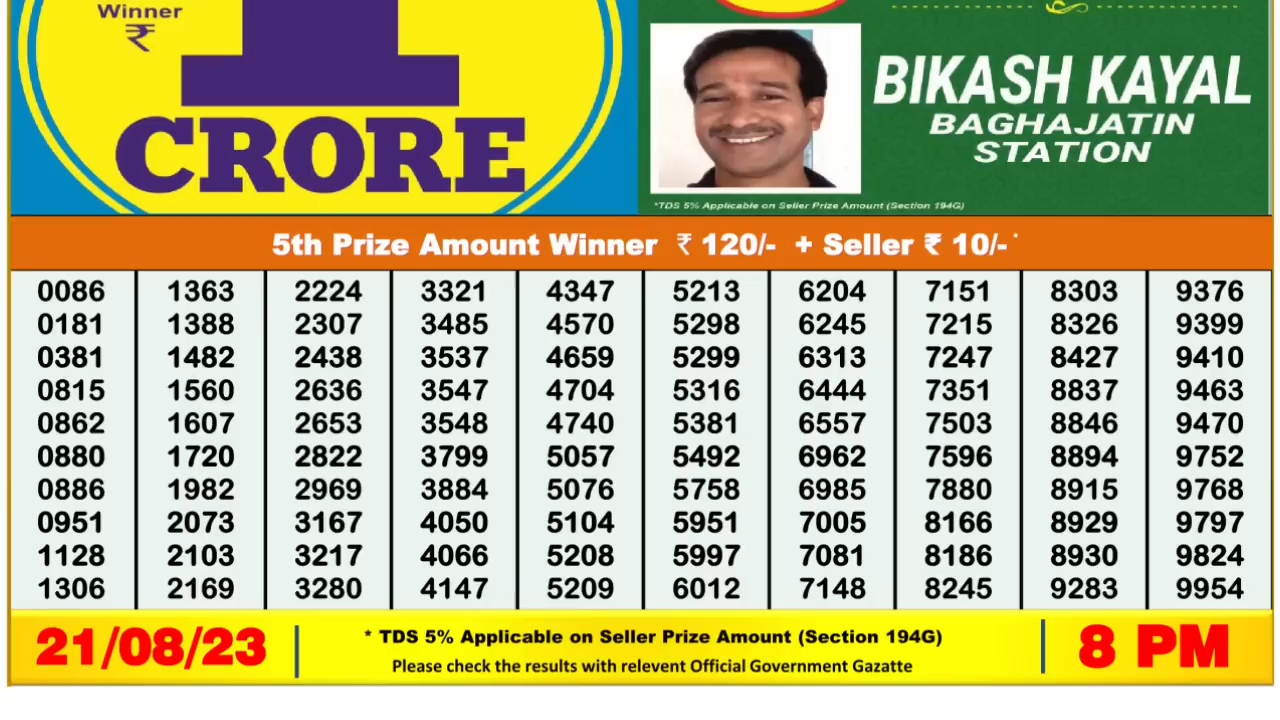 Winner
₹
1
CRORE
BIKASH KAYAL
BAGHAJATIN
STATION
*TDS 5% Applicable on Seller Prize Amount (Section 194G)
5th Prize Amount Winner ₹ 120/- + Seller ₹ 10/- *
0086 1363 2224 3321 4347 5213 6204 7151 8303 9376
0181 1388 2307 3485 4570 5298 6245 7215 8326 9399
0381 1482 2438 3537 4659 5299 6313 7247 8427 9410
0815 1560 2636 3547 4704 5316 6444 7351 8837 9463
0862 1607 2653 3548 4740 5381 6557 7503 8846 9470
0880 1720 2822 3799 5057 5492 6962 7596 8894 9752
0886 1982 2969 3884 5076 5758 6985 7880 8915 9768
0951 2073 3167 4050 5104 5951 7005 8166 8929 9797
1128 2103 3217 4066 5208 5997 7081 8186 8930 9824
1306 2169 3280 4147 5209 6012 7148 8245 9283 9954
21/08/23
* TDS 5% Applicable on Seller Prize Amount (Section 194G)
Please check the results with relevent Official Government Gazatte
8 PM